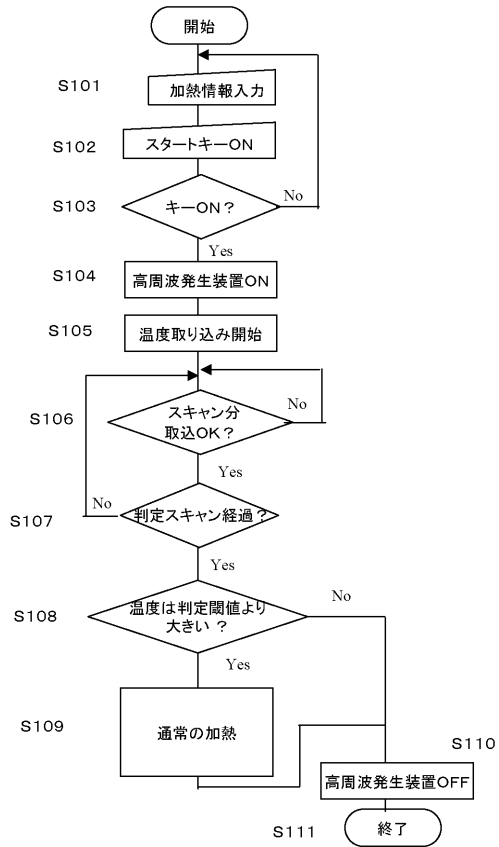 開始
S101
加熱情報入力
S102
スタートキーON
S103
キーON?
No
Yes
S104
高周波発生装置ON
S105
温度取り込み開始
S106
スキャン分
取込OK?
No
Yes
S107
No
判定スキャン経過?
Yes
S108
温度は判定閾値より
大きい?
No
Yes
S109
通常の加熱
S110
高周波発生装置OFF
S111
終了